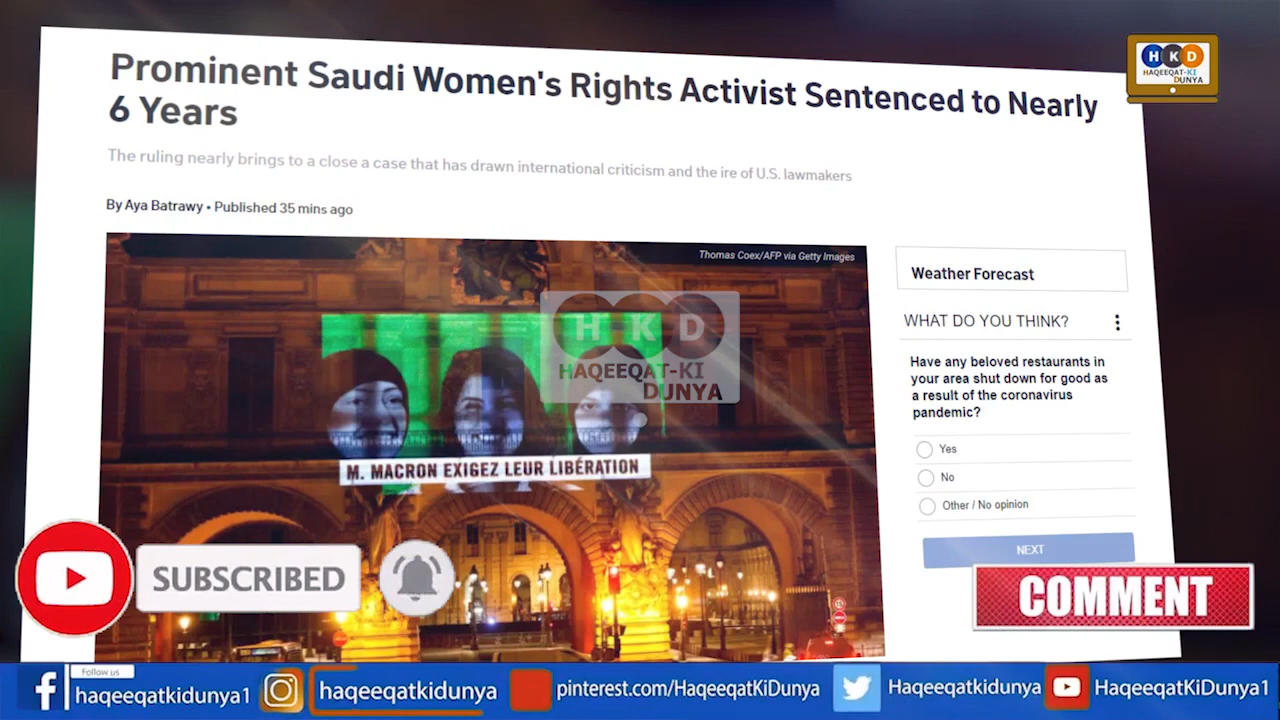 Prominent Saudi Women's Rights Activist Sentenced to Nearly
6 Years
The ruling nearly brings to a close a case that has drawn international criticism and the ire of U.S. lawmakers
By Aya Batrawy • Published 35 mins ago
Thomas Coex/AFP via Getty Images
M. MACRON EXIGEZ LEUR LIBÉRATION
H K D
HAQEEQAT-KI
DUNYA
H K D
HAQEEQAT-KI
DUNYA
Weather Forecast
WHAT DO YOU THINK?
Have any beloved restaurants in
your area shut down for good as
a result of the coronavirus
pandemic?
Yes
No
Other / No opinion
NEXT
SUBSCRIBED
COMMENT
Follow us
haqeeqatkidunya1
haqeeqatkidunya
pinterest.com/HaqeeqatKiDunya
Haqeeqatkidunya
HaqeeqatKiDunya1